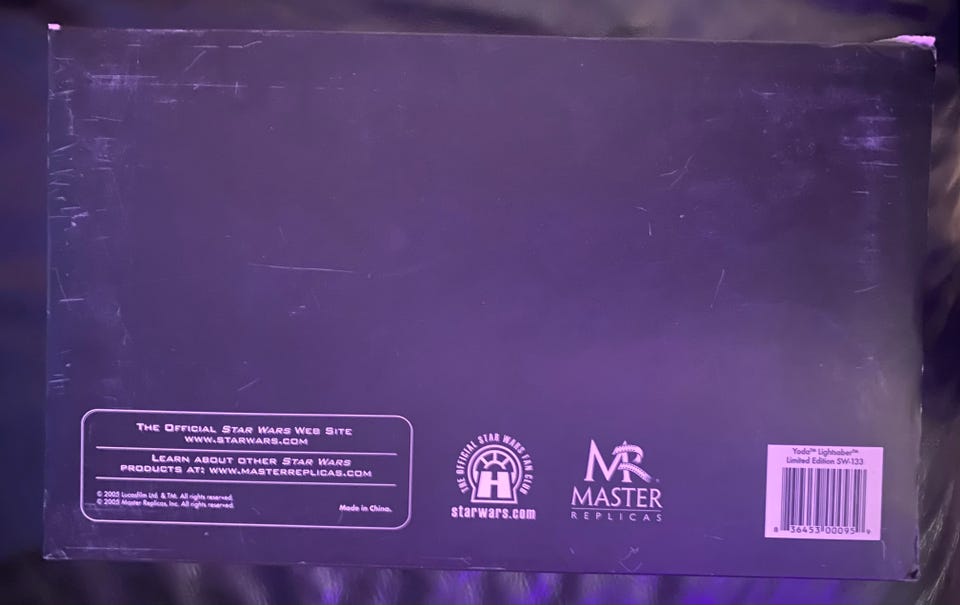 THE OFFICIAL STAR WARS WEB SITE
WWW.STARWARS.COM
LEARN ABOUT OTHER STAR WARS
PRODUCTS AT: WWW.MASTERREPLICAS.COM
© 2005 Lucasfilm Ltd. & TM. All rights reserved.
© 2005 Master Replicas, Inc. All rights reserved.
Made in China.
THE OFFICIAL STAR WARS FAN CLUB
H
starwars.com
MR
MASTER
REPLICAS
Yoda™ Lightsaber™
Limited Edition SW-133
8 36453 00095 9